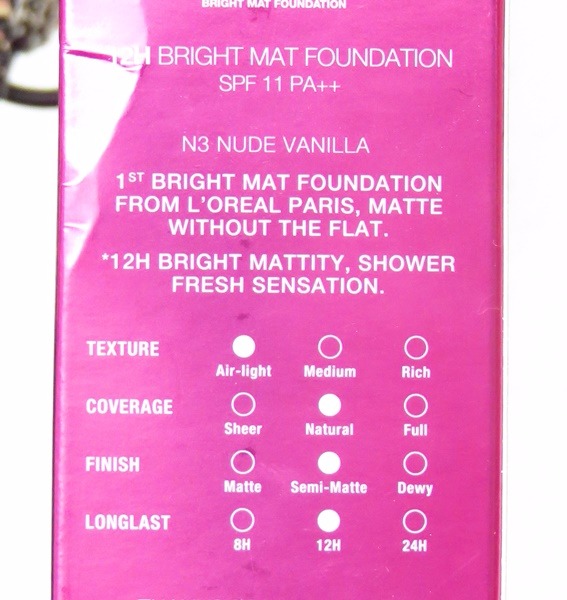 BRIGHT MAT FOUNDATION
12H BRIGHT MAT FOUNDATION
SPF 11 PA++
N3 NUDE VANILLA
1ST BRIGHT MAT FOUNDATION
FROM L'OREAL PARIS, MATTE
WITHOUT THE FLAT.
*12H BRIGHT MATTITY, SHOWER
FRESH SENSATION.
TEXTURE
Air-light Medium Rich
COVERAGE
Sheer Natural Full
FINISH
Matte Semi-Matte Dewy
LONGLAST
8H 12H 24H